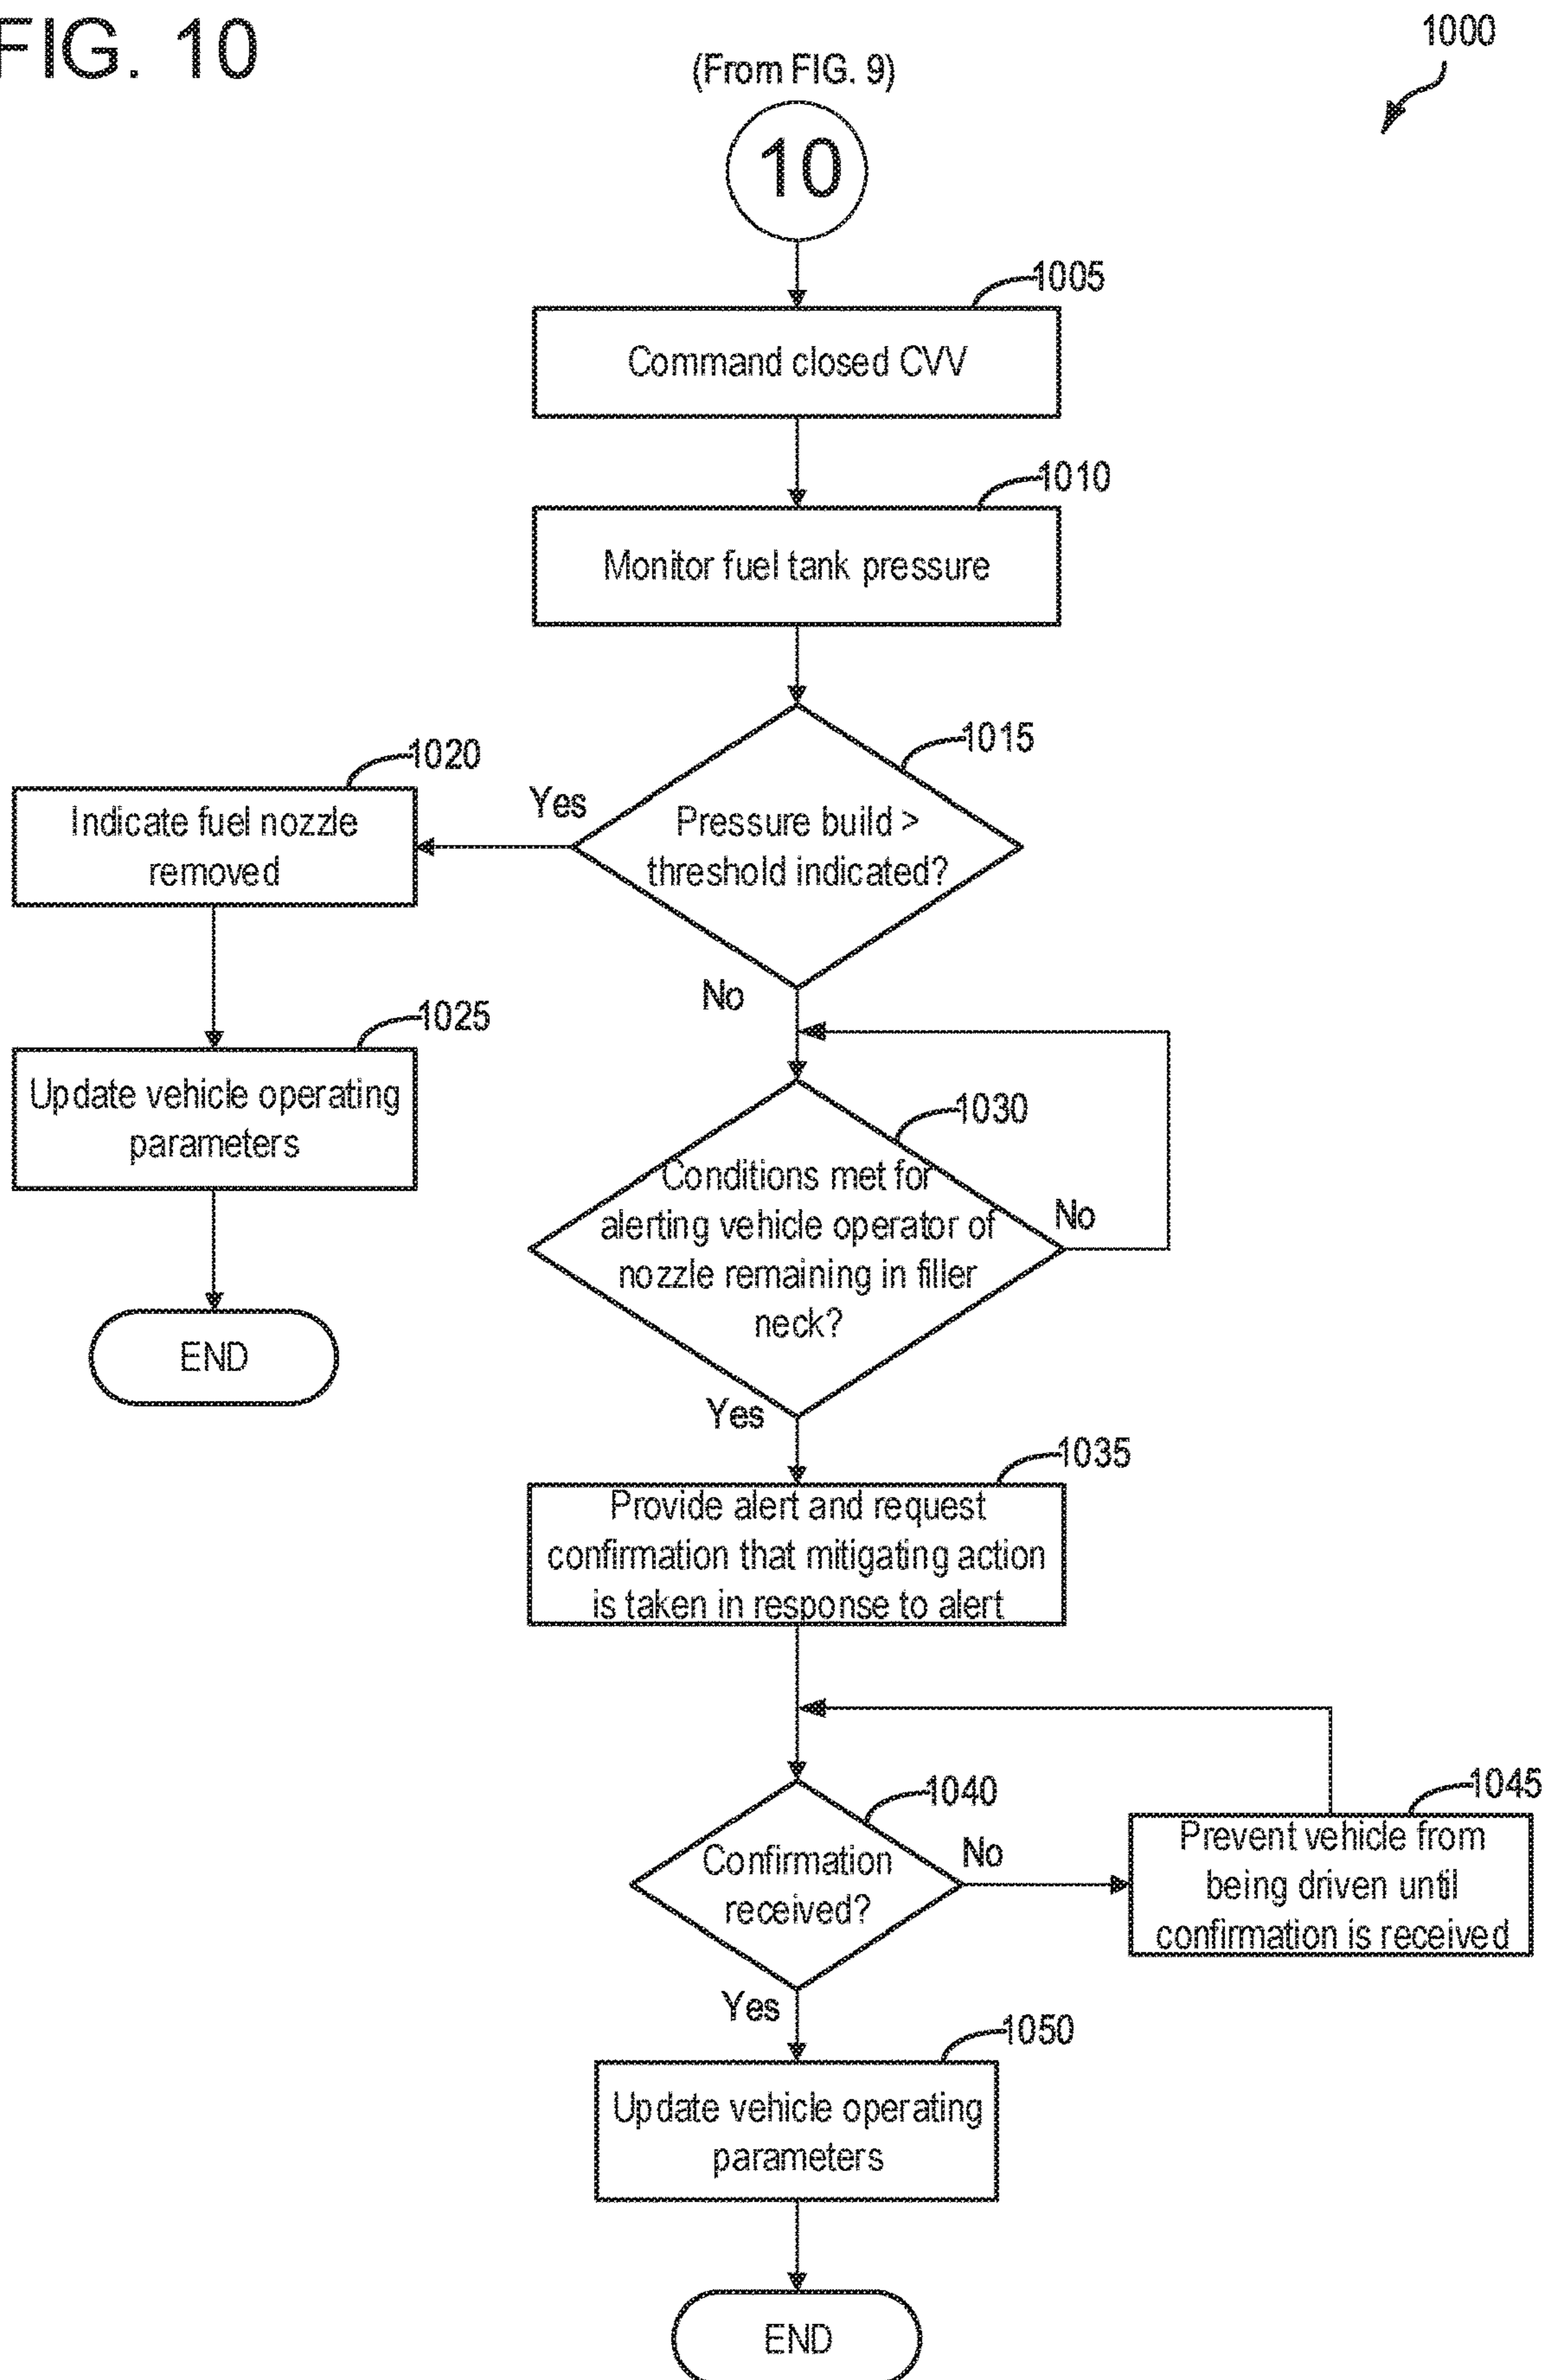 FIG. 10
1000
(From FIG. 9)
10
1005
Command closed CVV
1010
Monitor fuel tank pressure
1015
Pressure build >
threshold indicated?
Yes
1020
Indicate fuel nozzle
removed
No
1025
Update vehicle operating
parameters
END
1030
Conditions met for
alerting vehicle operator of
nozzle remaining in filler
neck?
No
Yes
1035
Provide alert and request
confirmation that mitigating action
is taken in response to alert
1040
Confirmation
received?
No
1045
Prevent vehicle from
being driven until
confirmation is received
Yes
1050
Update vehicle operating
parameters
END